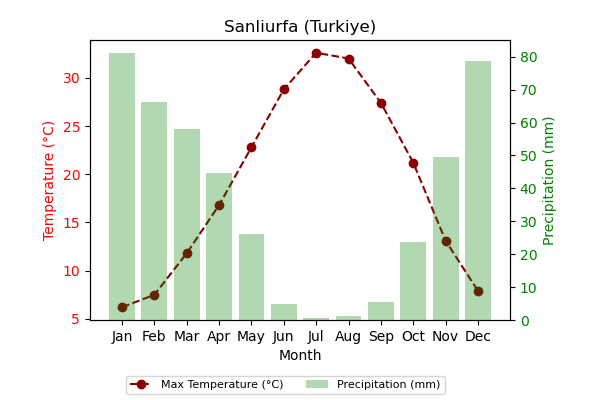 Sanliurfa (Turkiye)
Temperature (°C)
30
25
20
15
10
5
80
70
60
50
40
30
20
10
0
Precipitation (mm)
Jan Feb Mar Apr May Jun Jul Aug Sep Oct Nov Dec
Month
Max Temperature (°C) Precipitation (mm)